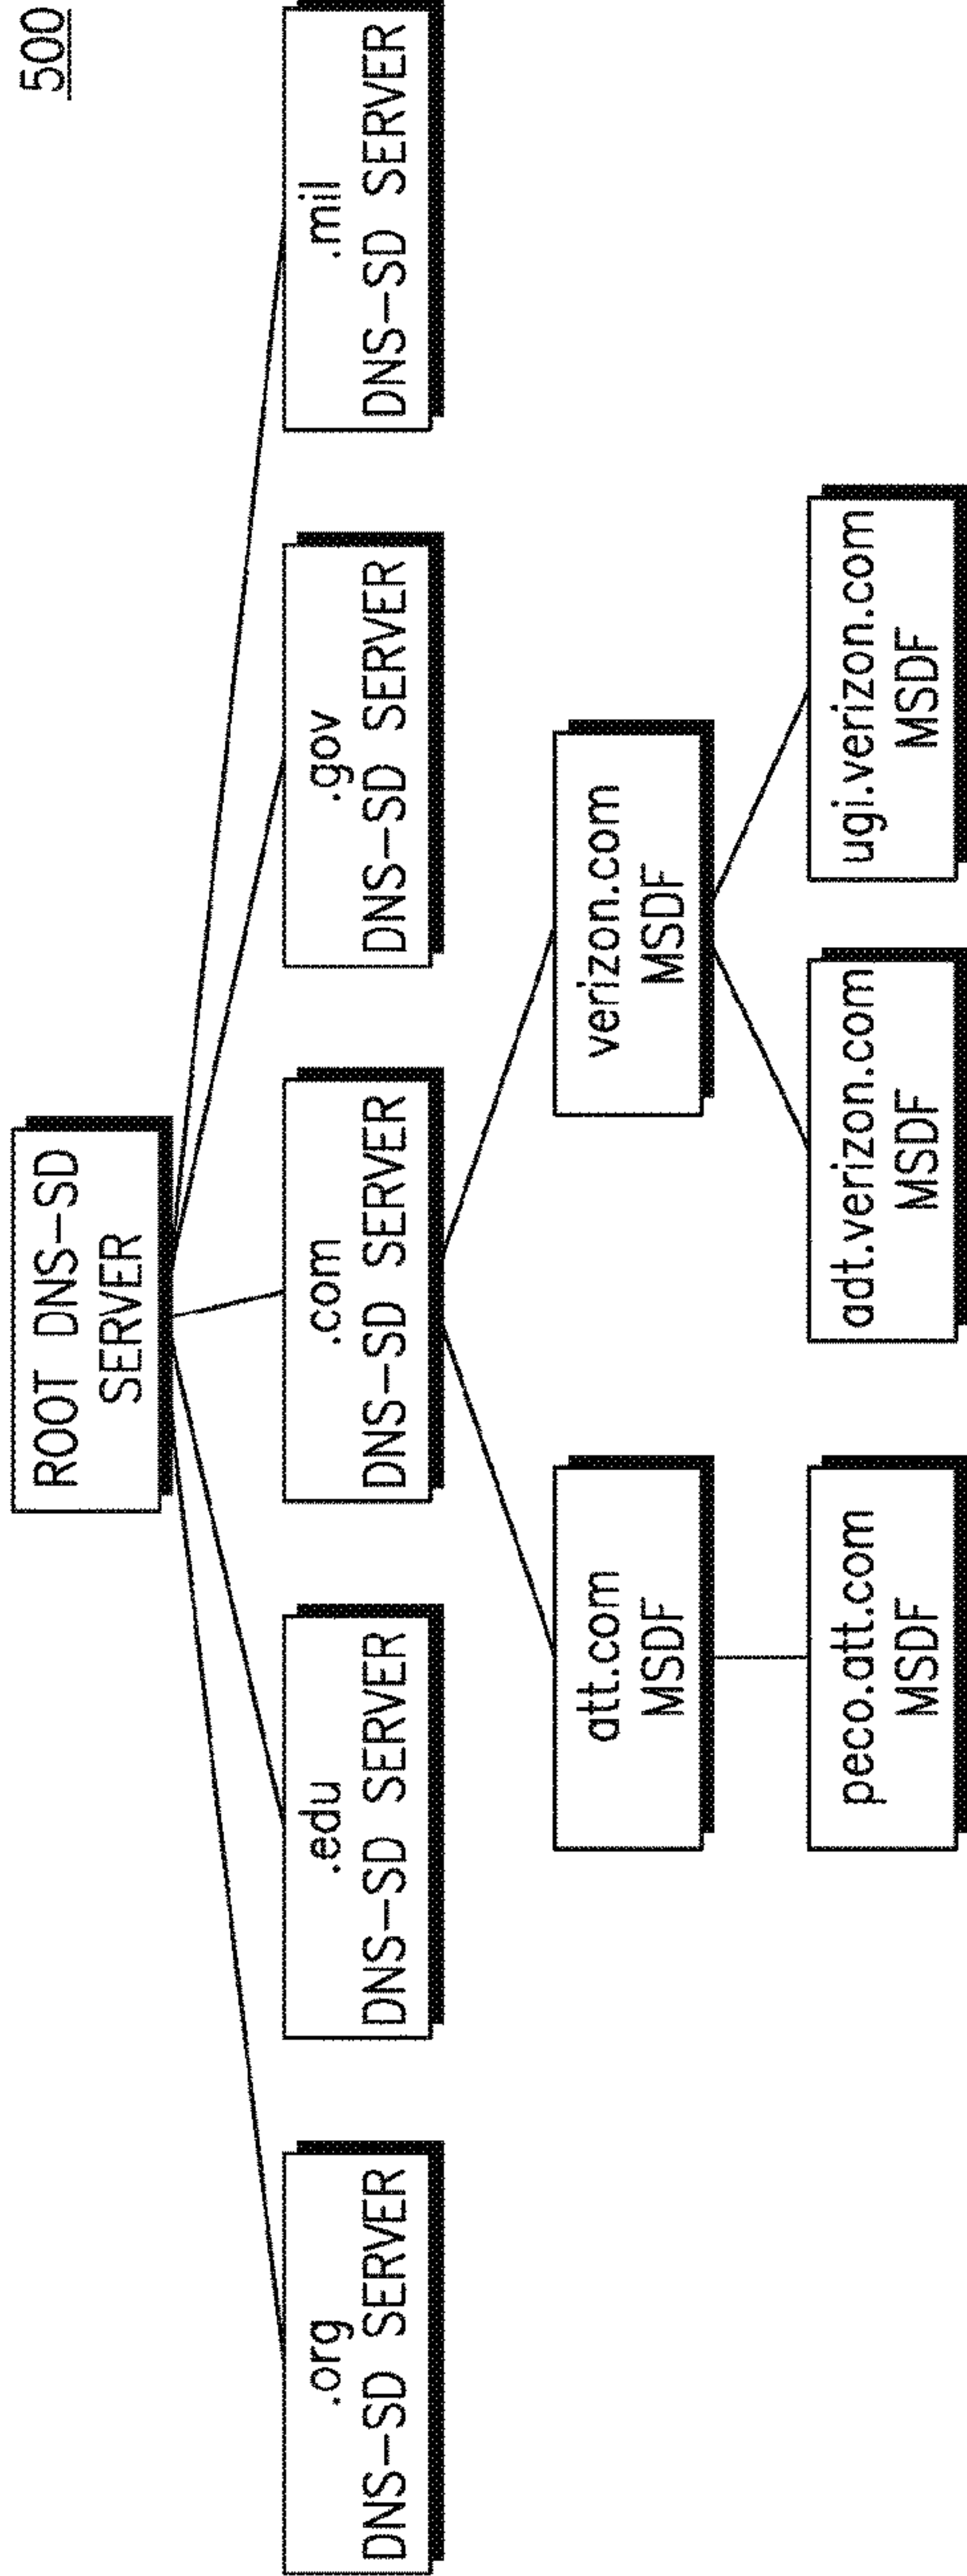 500
ROOT DNS-SD
SERVER
.org
DNS-SD SERVER
.edu
DNS-SD SERVER
.com
DNS-SD SERVER
.gov
DNS-SD SERVER
.mil
DNS-SD SERVER
att.com
MSDF
verizon.com
MSDF
peco.att.com
MSDF
adt.verizon.com
MSDF
ugi.verizon.com
MSDF